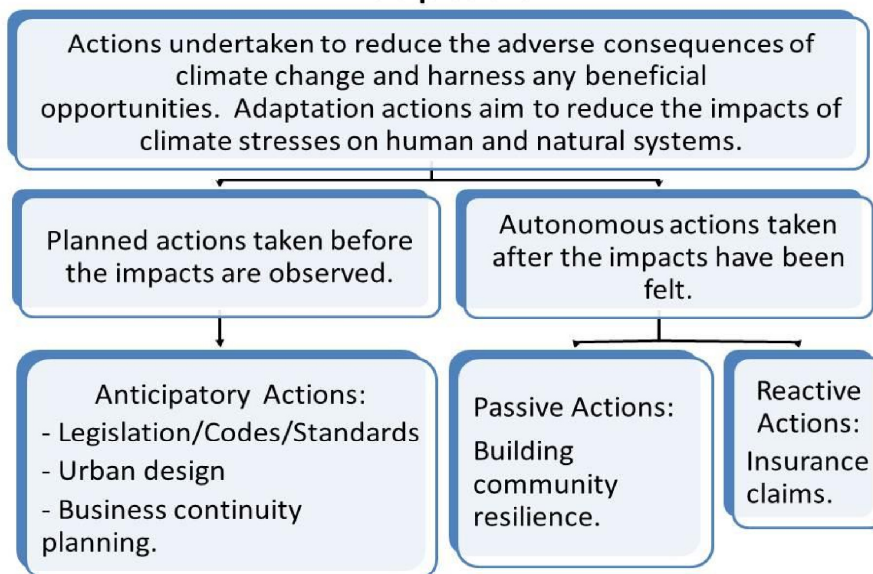 Actions undertaken to reduce the adverse consequences of
climate change and harness any beneficial
opportunities. Adaptation actions aim to reduce the impacts of
climate stresses on human and natural systems.
Planned actions taken before
the impacts are observed.
Autonomous actions taken
after the impacts have been
felt.
Anticipatory Actions:
- Legislation/Codes/Standards
- Urban design
- Business continuity
planning.
Passive Actions:
Building
community
resilience.
Reactive
Actions:
Insurance
claims.